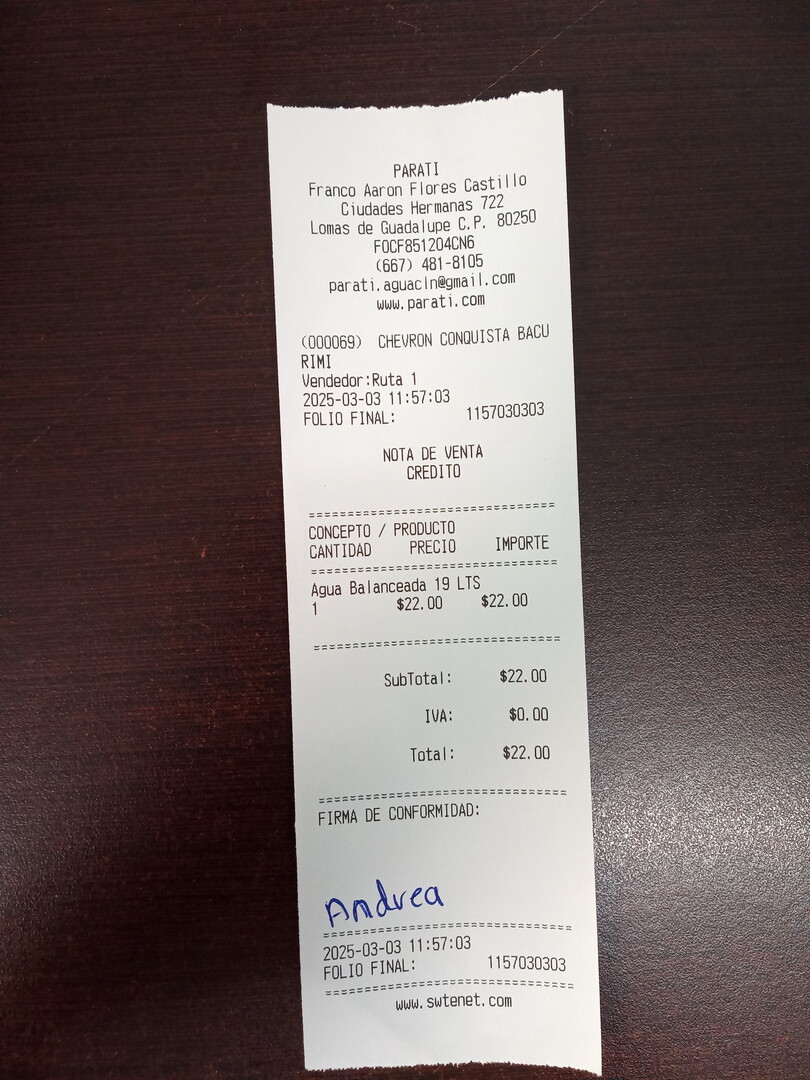 PARATI
Franco Aaron Flores Castillo
Ciudades Hermanas 722
Lomas de Guadalupe C.P. 80250
FOCF851204CN6
(667) 481-8105
parati.aguacln@gmail.com
www.parati.com
(000069) CHEVRON CONQUISTA BACU
RIMI
Vendedor:Ruta 1
2025-03-03 11:57:03
FOLIO FINAL: 1157030303
NOTA DE VENTA
CREDITO
==============================
CONCEPTO / PRODUCTO
CANTIDAD PRECIO IMPORTE
==============================
Agua Balanceada 19 LTS
1 $22.00 $22.00
==============================
SubTotal: $22.00
IVA: $0.00
Total: $22.00
==============================
FIRMA DE CONFORMIDAD:
Andrea
==============================
2025-03-03 11:57:03
FOLIO FINAL: 1157030303
==============================
www.swtenet.com